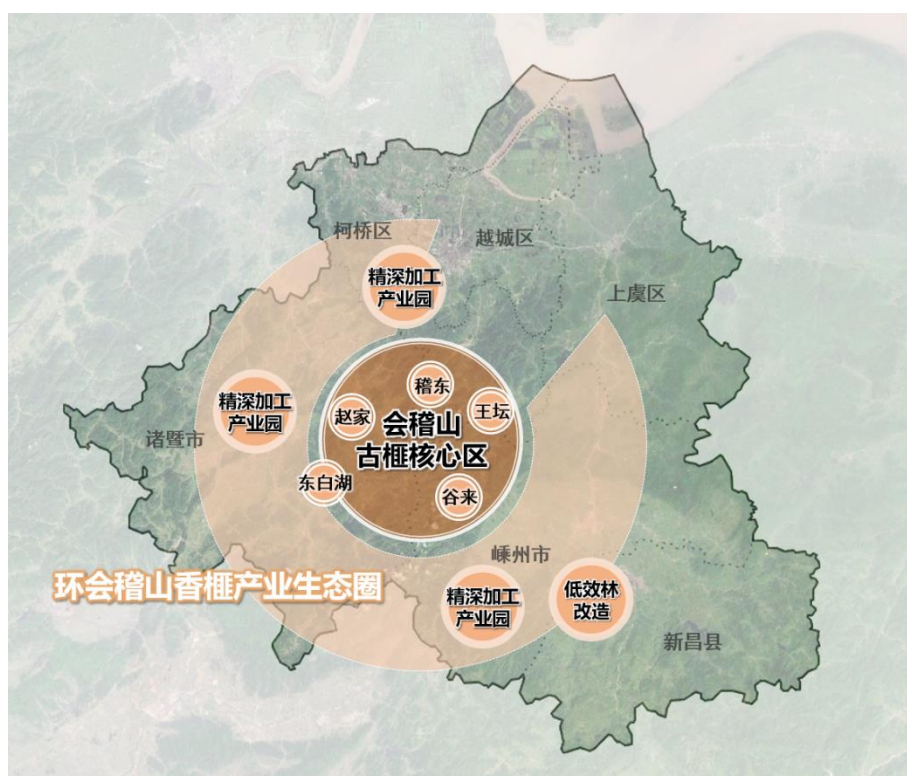 柯桥区
越城区
精深加工
产业园
上虞区
稽东
精深加工
产业园
赵家
王坛
会稽山
古榧核心区
诸暨市
东白湖
谷来
嵊州市
环会稽山香榧产业生态圈
精深加工
产业园
低效林
改造
新昌县